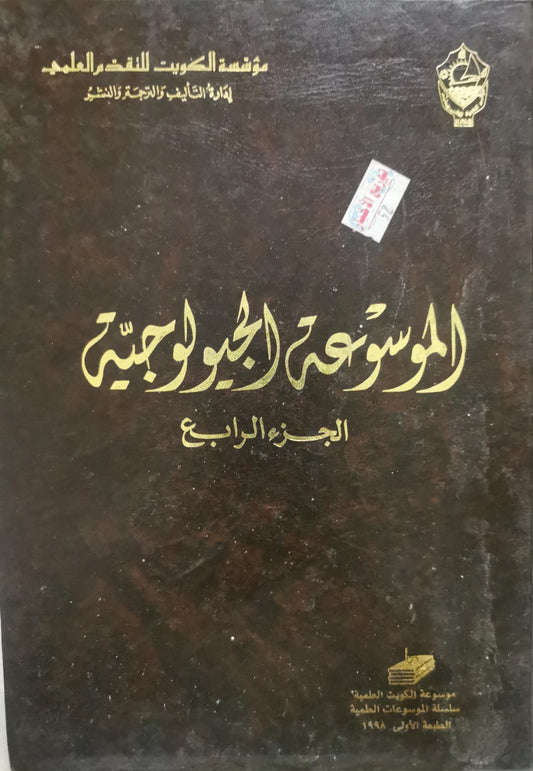 مؤسسة الكويت للتقدم العلمي
إدارة التأليف والترجمة والنشر
الموسوعة الجيولوجية
الجزء الرابع
موسوعة الكويت العلمية
سلسلة الموسوعات العلمية
الطبعة الأولى ١٩٩٨